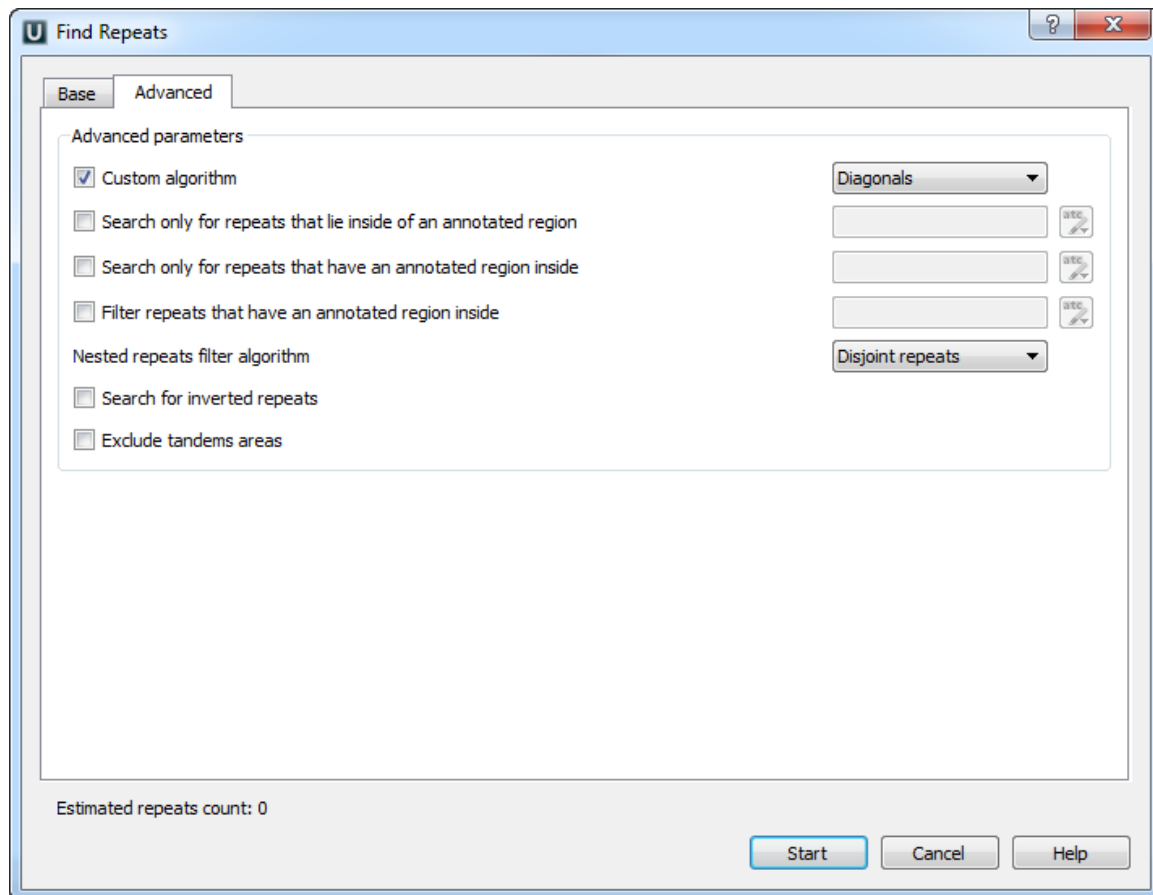 U Find Repeats
?
X
Base Advanced
Advanced parameters
Custom algorithm Diagonals
Search only for repeats that lie inside of an annotated region atc
Search only for repeats that have an annotated region inside atc
Filter repeats that have an annotated region inside atc
Nested repeats filter algorithm Disjoint repeats
Search for inverted repeats
Exclude tandems areas
Estimated repeats count: 0
Start Cancel Help